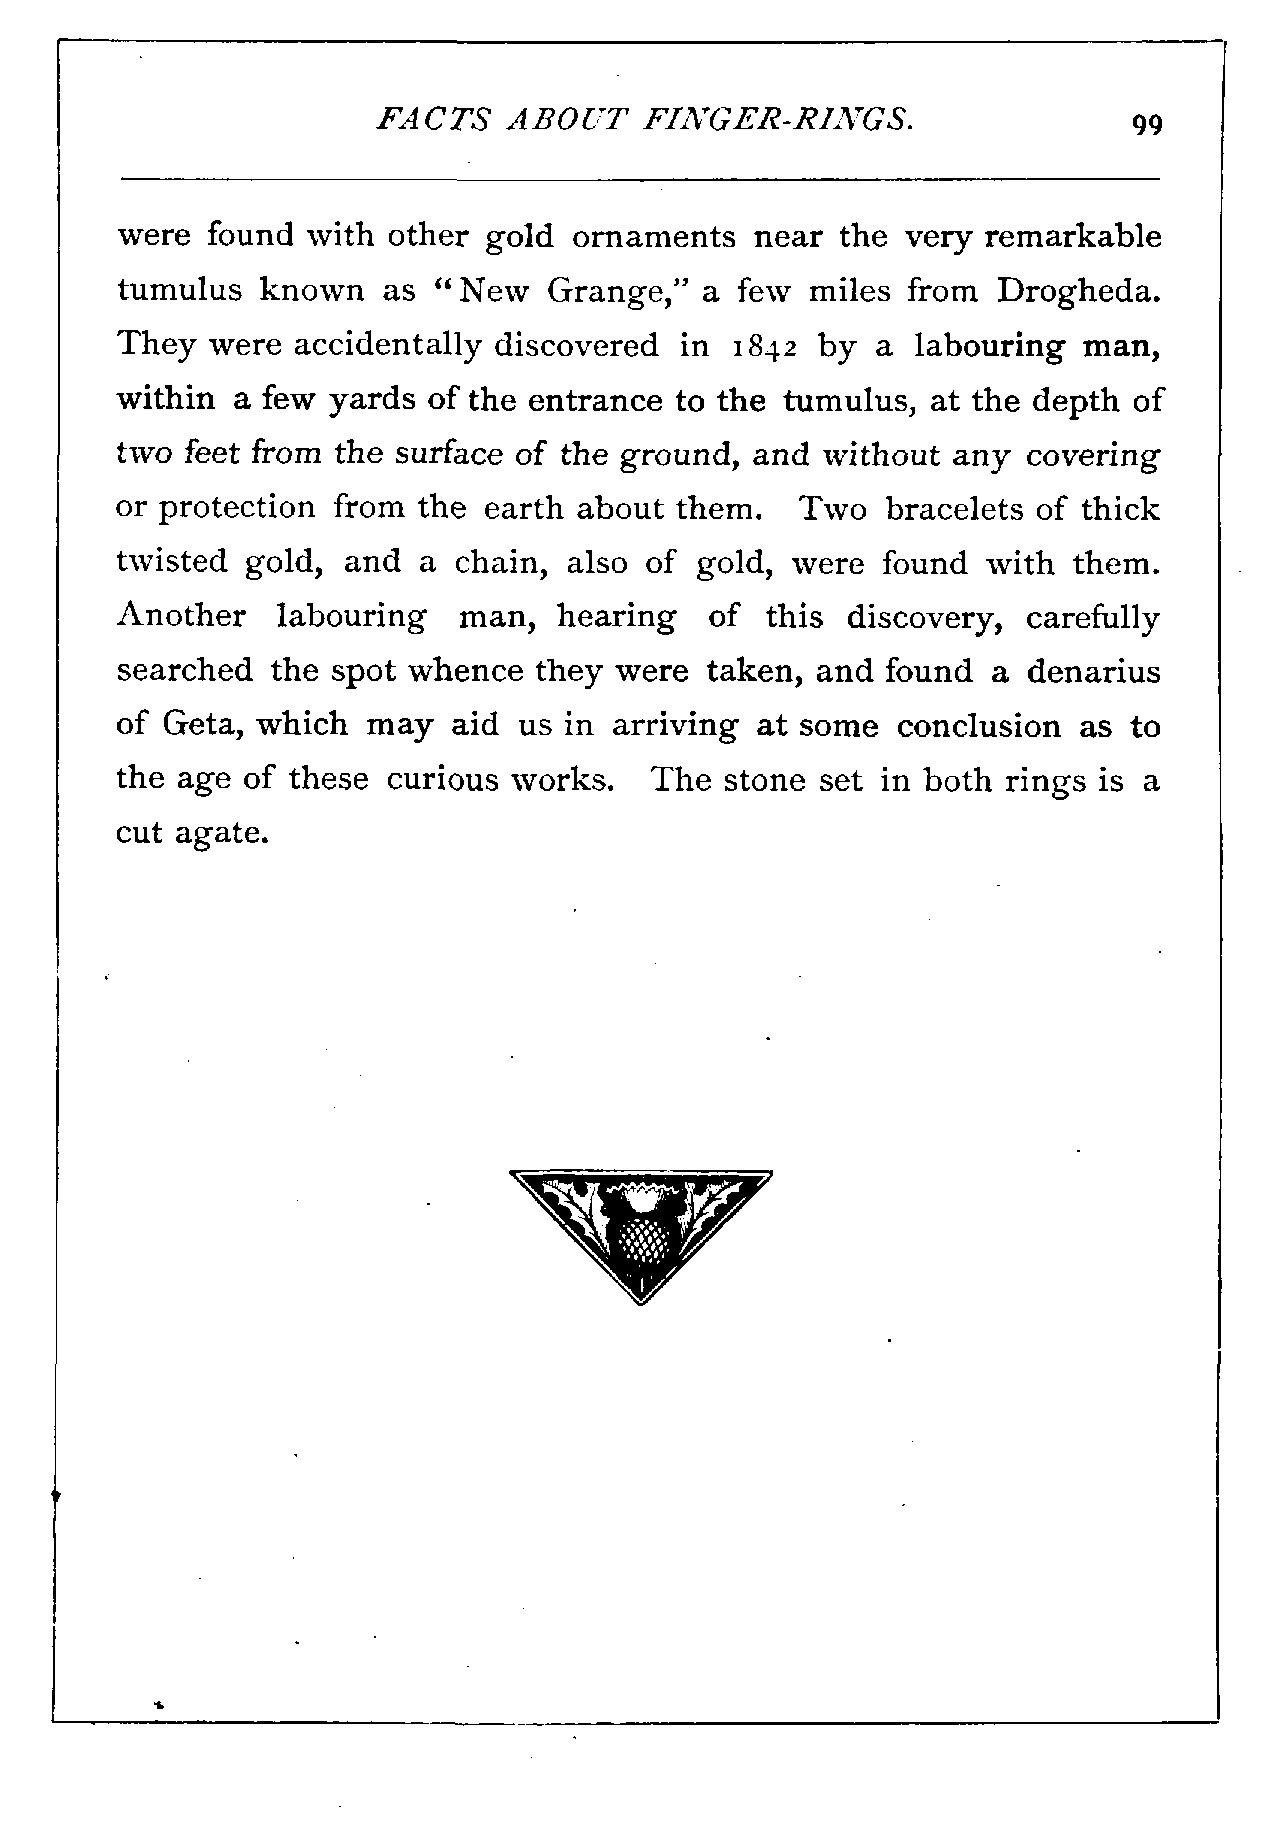 FACTS ABOUT FINGER-RINGS. 99
were found with other gold ornaments near the very remarkable
tumulus known as “New Grange,” a few miles from Drogheda.
They were accidentally discovered in 1842 by a labouring man,
within a few yards of the entrance to the tumulus, at the depth of
two feet from the surface of the ground, and without any covering
or protection from the earth about them. Two bracelets of thick
twisted gold, and a chain, also of gold, were found with them.
Another labouring man, hearing of this discovery, carefully
searched the spot whence they were taken, and found a denarius
of Geta, which may aid us in arriving at some conclusion as to
the age of these curious works. The stone set in both rings is a
cut agate.